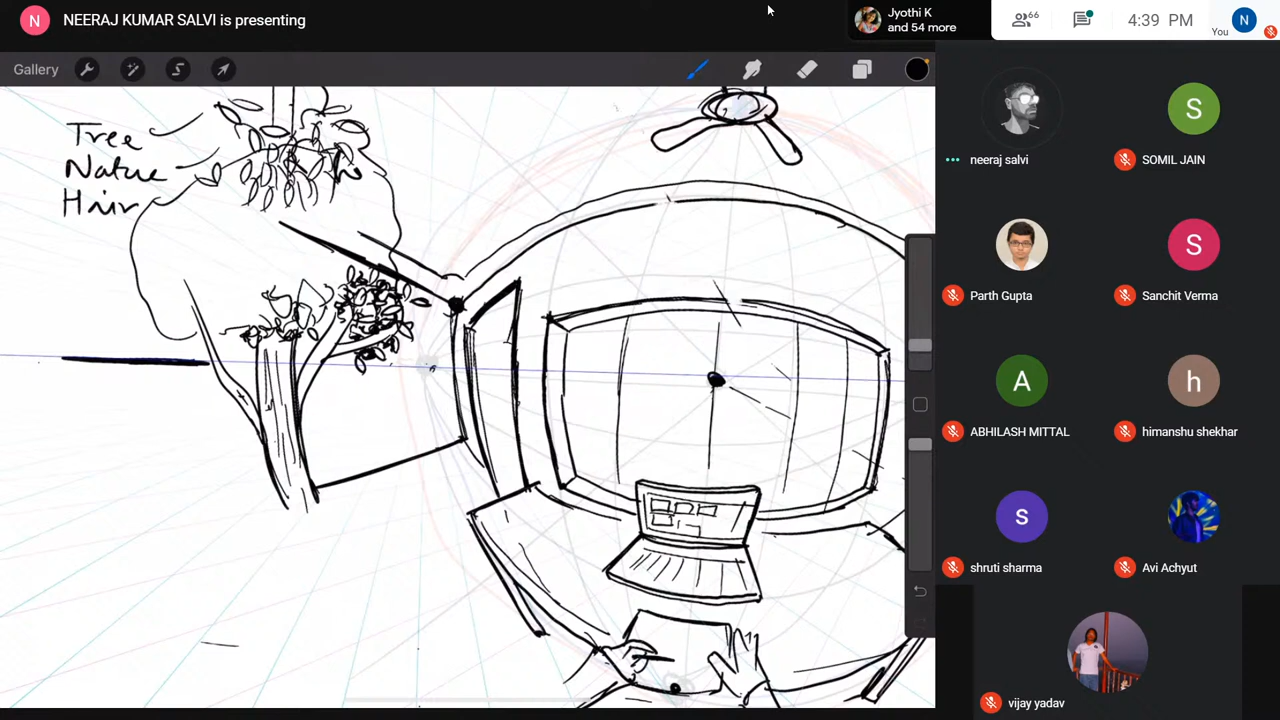 N NEERAJ KUMAR SALVI is presenting
Jyothi K
and 54 more
66
4:39 PM
You
N
Gallery
Tree
Nature
Hair
neeraj salvi
S
SOMIL JAIN
Parth Gupta
S
Sanchit Verma
A
ABHILASH MITTAL
h
himanshu shekhar
s
shruti sharma
Avi Achyut
vijay yadav